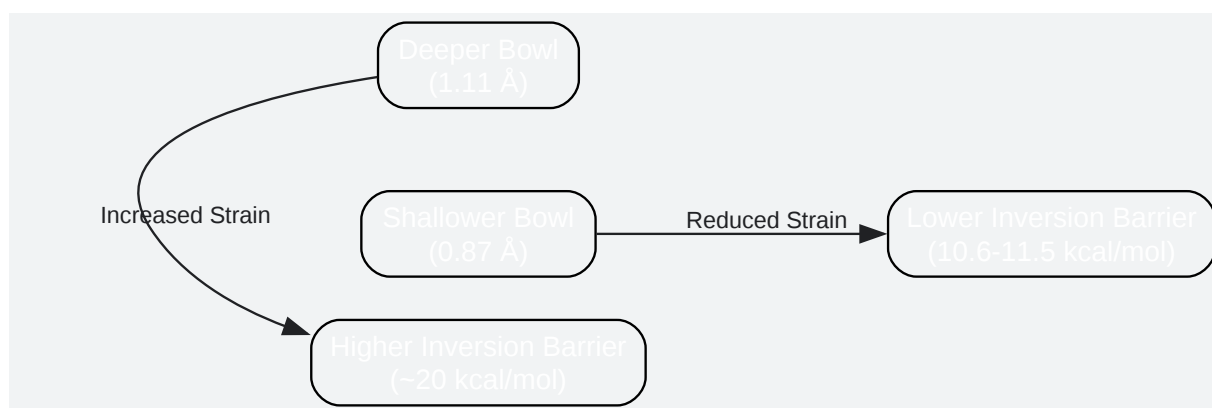 Deeper Bowl
(1.11 Å)
Increased Strain
Shallower Bowl
(0.87 Å)
Reduced Strain
Lower Inversion Barrier
(10.6-11.5 kcal/mol)
Higher Inversion Barrier
(~20 kcal/mol)